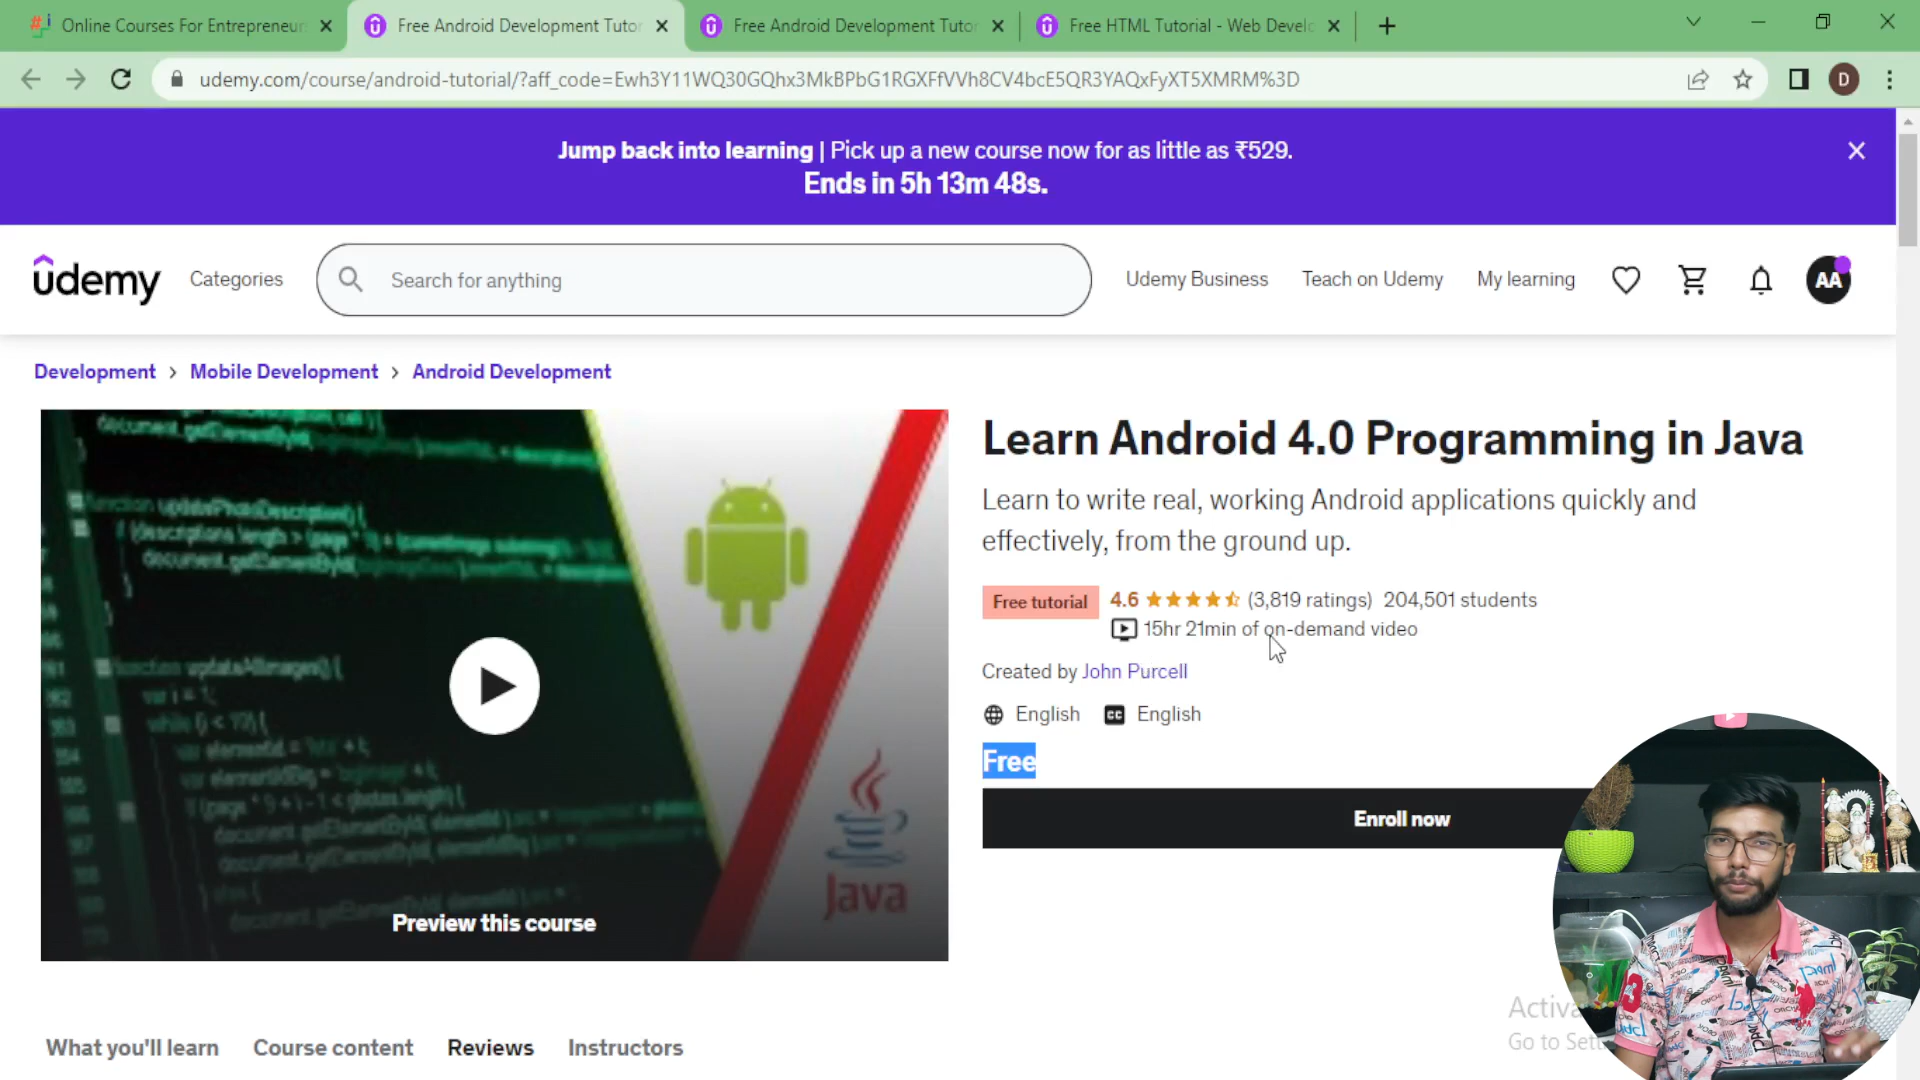 Online Courses For Entrepreneur
Free Android Development Tutor
Free Android Development Tutor
Free HTML Tutorial - Web Develo
udemy.com/course/android-tutorial/?aff_code=Ewh3Y11WQ30GQhx3MkBPbG1RGXFfVVh8CV4bcE5QR3YAQxFyXT5XMRM%3D
D
Jump back into learning | Pick up a new course now for as little as ₹529.
Ends in 5h 13m 48s.
udemy
Categories
Search for anything
Udemy Business
Teach on Udemy
My learning
AA
Development > Mobile Development > Android Development
Learn Android 4.0 Programming in Java
Learn to write real, working Android applications quickly and
effectively, from the ground up.
Free tutorial 4.6 (3,819 ratings) 204,501 students
15hr 21min of on-demand video
Created by John Purcell
English CC English
Free
Enroll now
Java
Preview this course
What you'll learn
Course content
Reviews
Instructors
Activa
Go to Sett